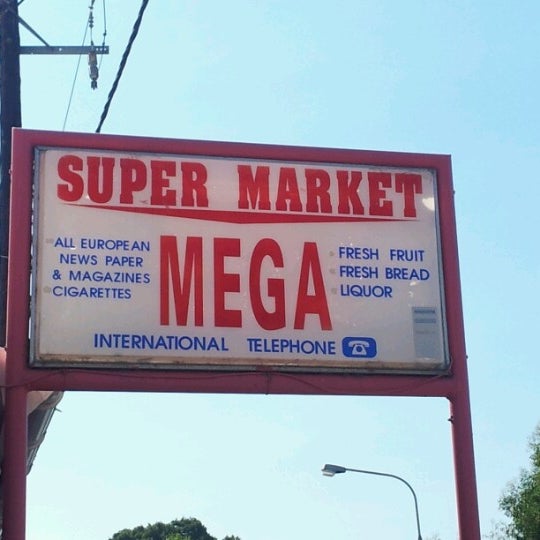 SUPER MARKET
ALL EUROPEAN
NEWS PAPER
& MAGAZINES
CIGARETTES
MEGA
FRESH FRUIT
FRESH BREAD
LIQUOR
INTERNATIONAL TELEPHONE